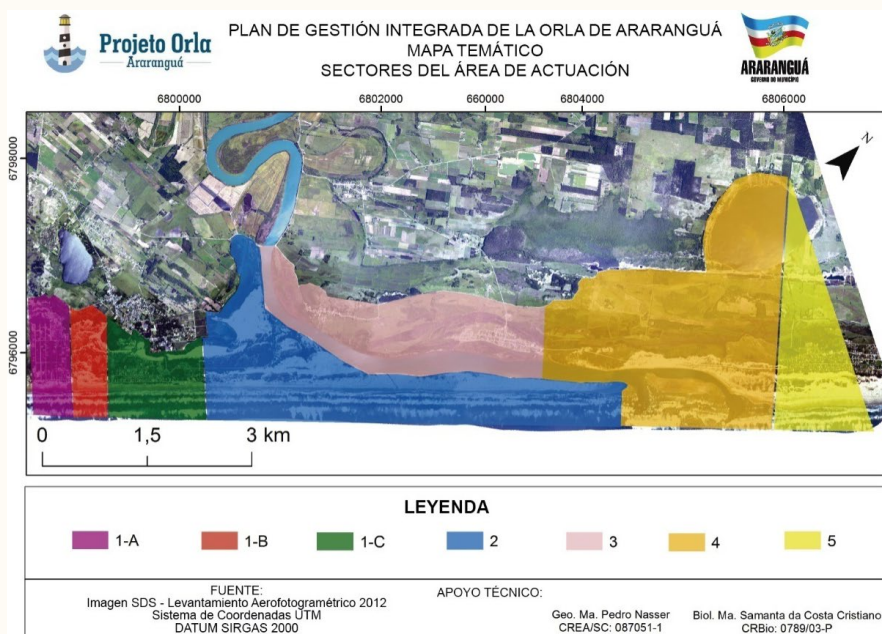 Projeto Orla
Araranguá
PLAN DE GESTIÓN INTEGRADA DE LA ORLA DE ARARANGUÁ
MAPA TEMÁTICO
SECTORES DEL ÁREA DE ACTUACIÓN
ARARANGUÁ
GOVERNO DO MUNICÍPIO
6800000
6802000
660000
6804000
6806000
6798000
6796000
N
0
1,5
3 km
LEYENDA
1-A
1-B
1-C
2
3
4
5
FUENTE:
Imagen SDS - Levantamiento Aerofotogramétrico 2012
Sistema de Coordenadas UTM
DATUM SIRGAS 2000
APOYO TÉCNICO:
Geo. Ma. Pedro Nasser
CREA/SC: 087051-1
Biol. Ma. Samanta da Costa Cristiano
CRBio: 0789/03-P